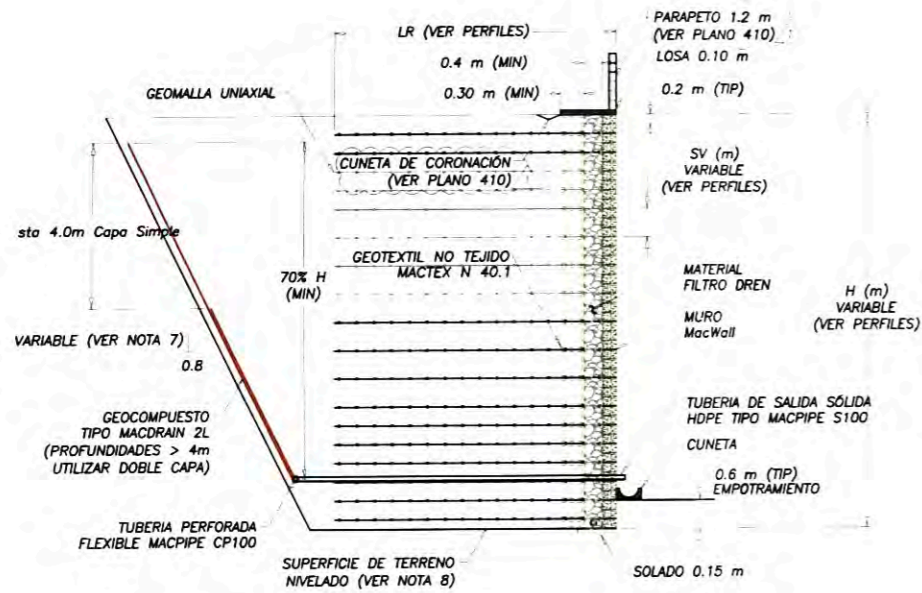 LR (VER PERFILES)
PARAPETO 1.2 m
(VER PLANO 410)
LOSA 0.10 m
0.4 m (MIN)
GEOMALLA UNIAXIAL
0.30 m (MIN)
0.2 m (TIP)
CUNETA DE CORONACIÓN
(VER PLANO 410)
SV (m)
VARIABLE
(VER PERFILES)
sta 4.0m Capa Simple
GEOTEXTIL NO TEJIDO
MACTEX N 40.1
70% H
(MIN)
MATERIAL
FILTRO DREN
H (m)
VARIABLE
(VER PERFILES)
MURO
MacWall
VARIABLE (VER NOTA 7)
0.8
GEOCOMPUESTO
TIPO MACDRAIN 2L
(PROFUNDIDADES > 4m
UTILIZAR DOBLE CAPA)
TUBERIA DE SALIDA SÓLIDA
HDPE TIPO MACPIPE S100
CUNETA
0.6 m (TIP)
EMPOTRAMIENTO
TUBERIA PERFORADA
FLEXIBLE MACPIPE CP100
SUPERFICIE DE TERRENO
NIVELADO (VER NOTA 8)
SOLADO 0.15 m